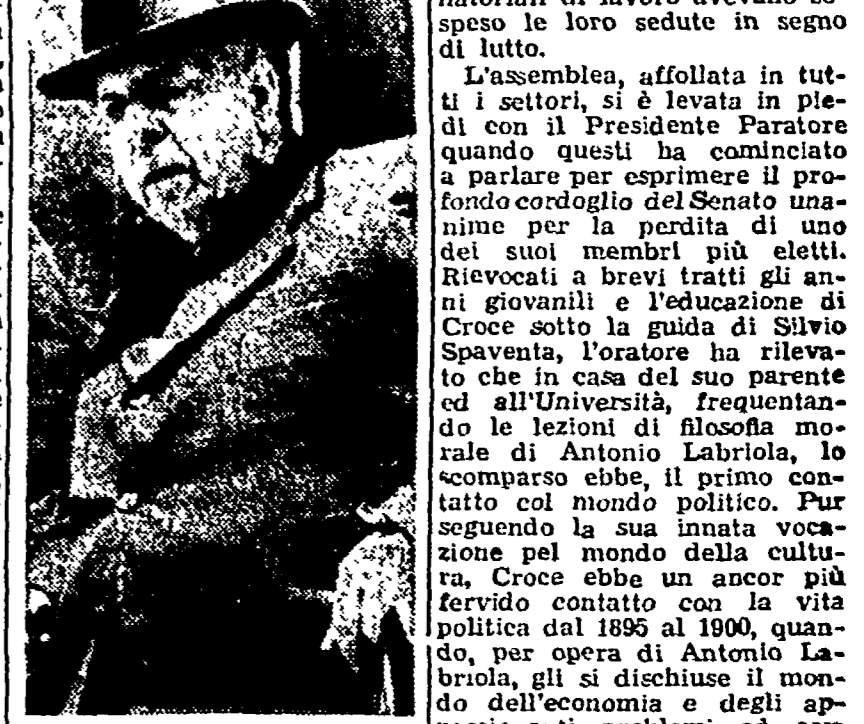 di lavoro avevano
speso le loro sedute in segno
di lutto.
L'assemblea, affollata in tut-
ti i settori, si è levata in pie-
di con il Presidente Paratore
quando questi ha cominciato
a parlare per esprimere il pro-
fondo cordoglio del Senato una-
nime per la perdita di uno
dei suoi membri più eletti.
Rievocati a brevi tratti gli an-
ni giovanili e l'educazione di
Croce sotto la guida di Silvio
Spaventa, l'oratore ha rileva-
to che in casa del suo parente
ed all'Università, frequentan-
do le lezioni di filosofia mo-
rale di Antonio Labriola, lo
scomparso ebbe, il primo con-
tatto col mondo politico. Pur
seguendo la sua innata voca-
zione pel mondo della cultu-
ra, Croce ebbe un ancor più
fervido contatto con la vita
politica dal 1895 al 1900, quan-
do, per opera di Antonio La-
briola, gli si dischiuse il mon-
do dell'economia e degli ap-